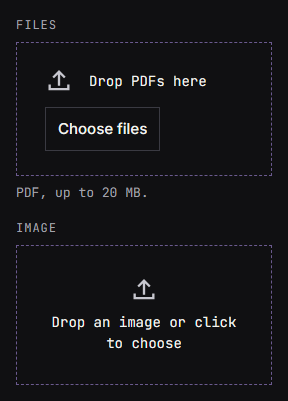 FILES
Drop PDFs here
Choose files
PDF, up to 20 MB.
IMAGE
Drop an image or click
to choose